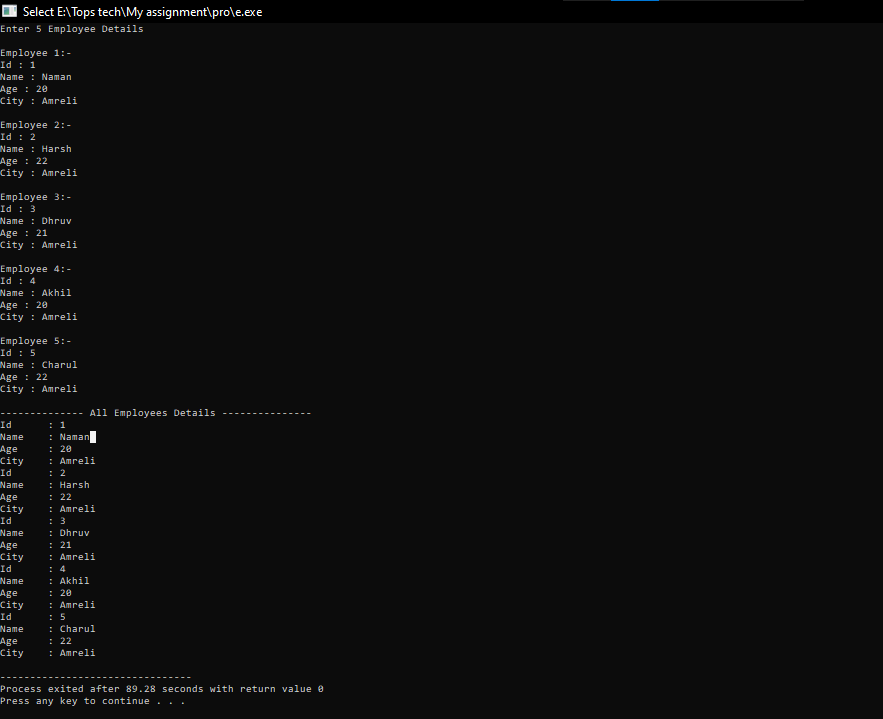 Select E:\Tops tech\My assignment\pro\e.exe
Enter 5 Employee Details
Employee 1:-
Id : 1
Name : Naman
Age : 20
City : Amreli
Employee 2:-
Id : 2
Name : Harsh
Age : 22
City : Amreli
Employee 3:-
Id : 3
Name : Dhruv
Age : 21
City : Amreli
Employee 4:-
Id : 4
Name : Akhil
Age : 20
City : Amreli
Employee 5:-
Id : 5
Name : Charul
Age : 22
City : Amreli
-------------- All Employees Details ---------------
Id      : 1
Name    : Naman
Age     : 20
City    : Amreli
Id      : 2
Name    : Harsh
Age     : 22
City    : Amreli
Id      : 3
Name    : Dhruv
Age     : 21
City    : Amreli
Id      : 4
Name    : Akhil
Age     : 20
City    : Amreli
Id      : 5
Name    : Charul
Age     : 22
City    : Amreli
--------------------------------
Process exited after 89.28 seconds with return value 0
Press any key to continue . . .